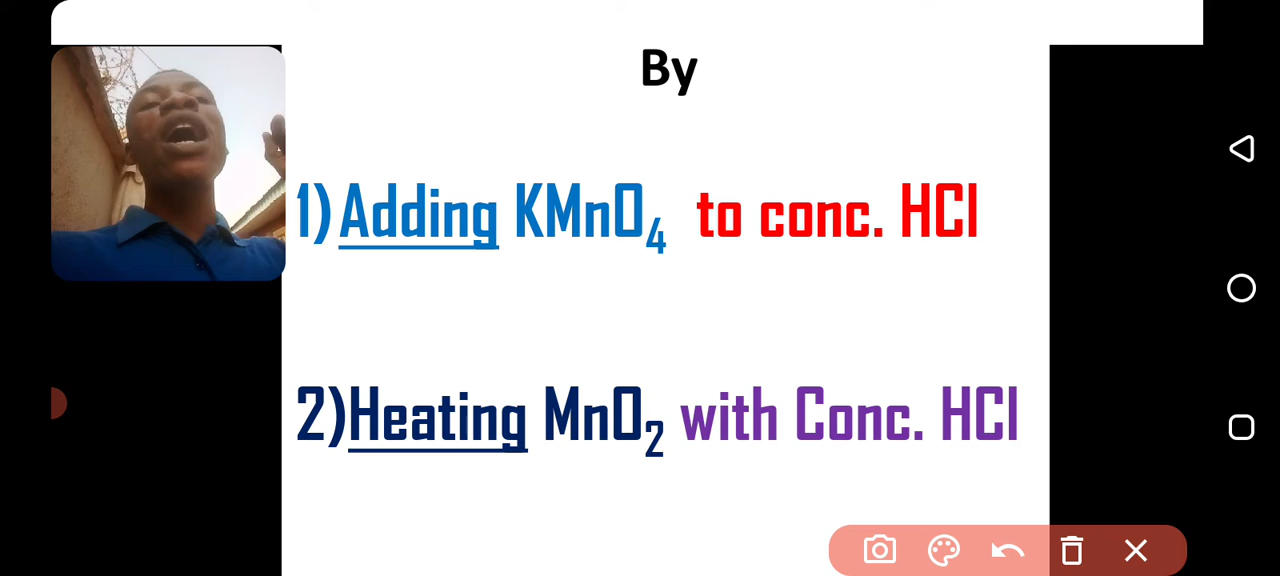 By
1) Adding KMnO₄ to conc. HCl
2)Heating MnO₂ with Conc. HCl